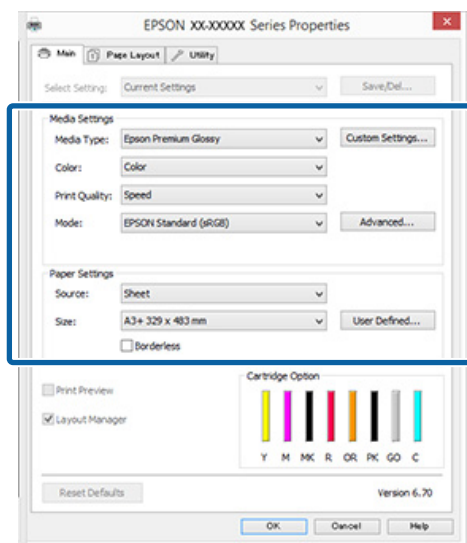 EPSON XX-XXXXX Series Properties
Main Page Layout Utility
Select Setting: Current Settings Save/Del...
Media Settings
Media Type: Epson Premium Glossy Custom Settings...
Color: Color
Print Quality: Speed
Mode: EPSON Standard (sRGB) Advanced...
Paper Settings
Source: Sheet
Size: A3+ 329 x 483 mm User Defined...
Borderless
Cartridge Option
Print Preview
Layout Manager
Y M MK R OR PK GO C
Reset Defaults Version 6.70
OK Cancel Help